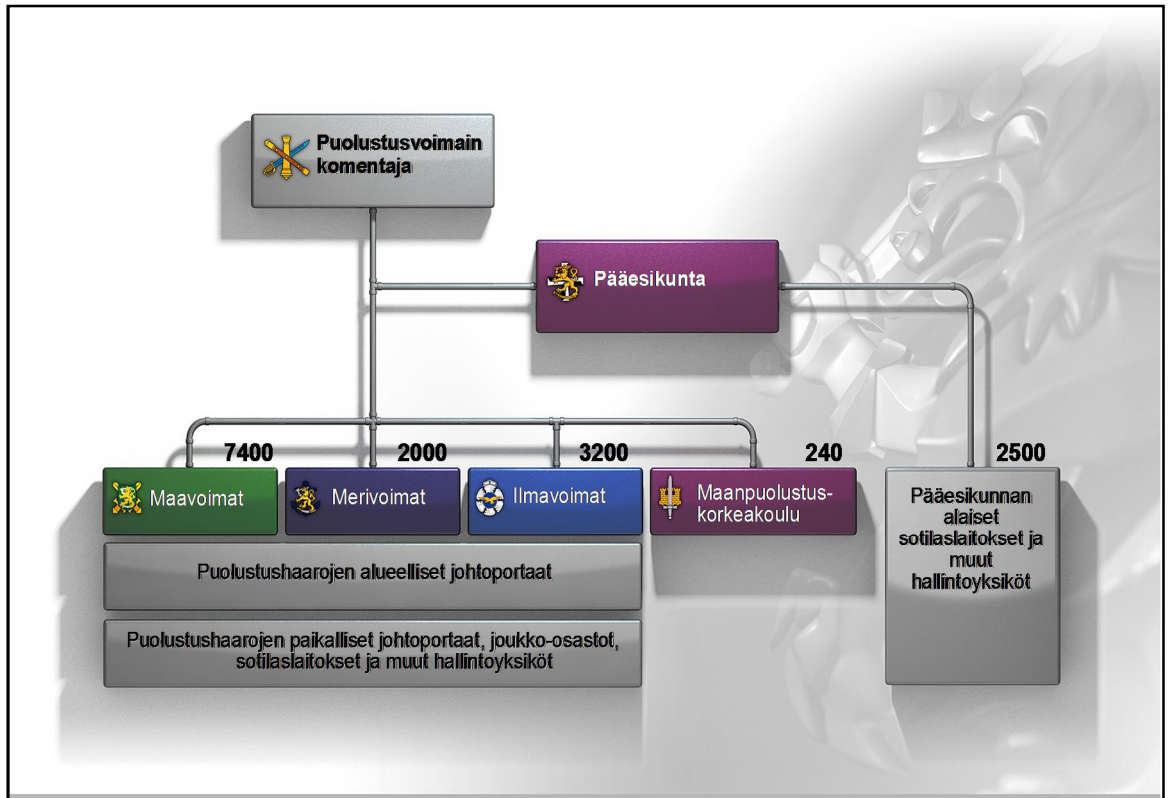 Puolustusvoimain
komentaja
Pääesikunta
7400
2000
3200
240
2500
Maavoimat
Merivoimat
Ilmavoimat
Maanpuolustus-
korkeakoulu
Pääesikunnan
alaiset
sotilaslaitokset ja
muut
hallintoyksiköt
Puolustushaarojen alueelliset johtoportaat
Puolustushaarojen paikalliset johtoportaat, joukko-osastot,
sotilaslaitokset ja muut hallintoyksiköt